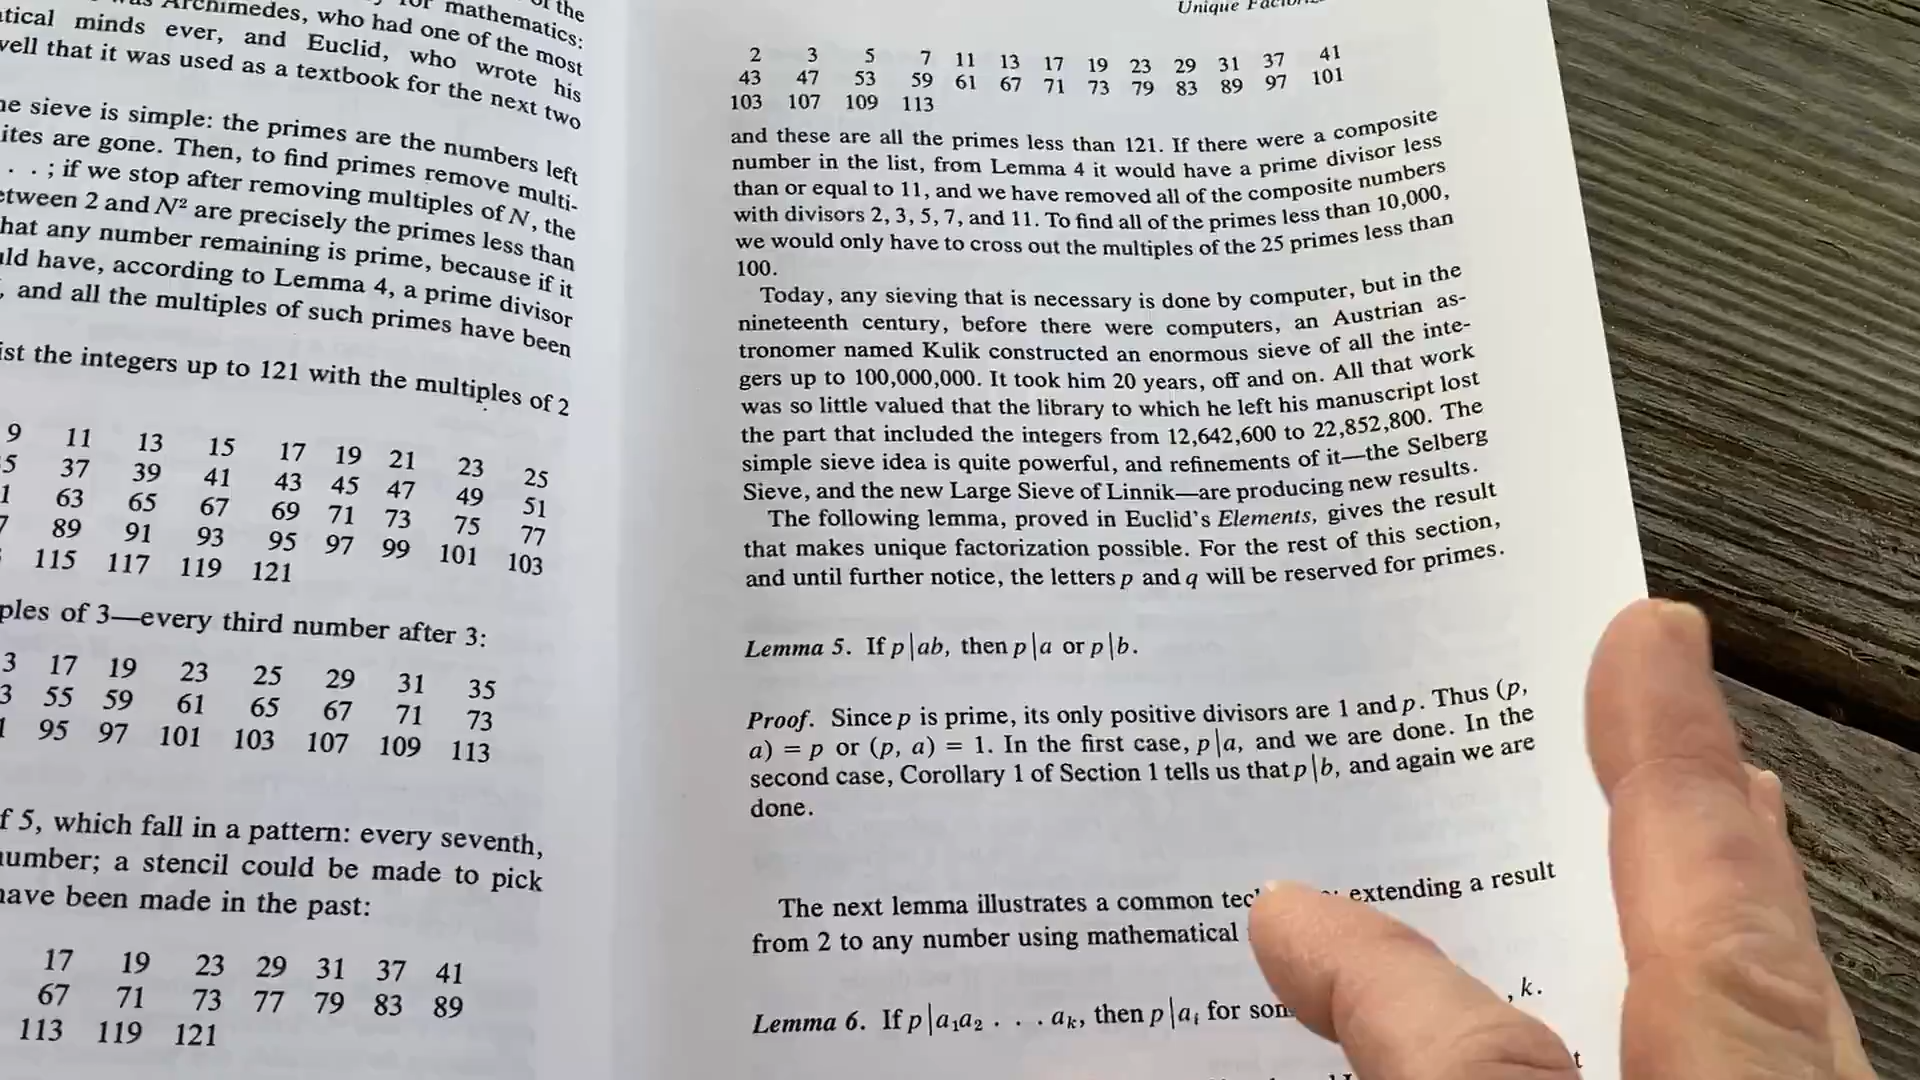 of the
for mathematics:
was Archimedes, who had one of the most
minds ever, and Euclid, who wrote his
well that it was used as a textbook for the next two
sieve is simple: the primes are the numbers left
are gone. Then, to find primes remove multi-
. . ; if we stop after removing multiples of N, the
2 and N² are precisely the primes less than
that any number remaining is prime, because if it
have, according to Lemma 4, a prime divisor
, and all the multiples of such primes have been
the integers up to 121 with the multiples of 2
9 11 13 15 17 19 21 23 25
5 37 39 41 43 45 47 49 51
1 63 65 67 69 71 73 75 77
7 89 91 93 95 97 99 101 103
115 117 119 121
of 3—every third number after 3:
3 17 19 23 25 29 31 35
3 55 59 61 65 67 71 73
1 95 97 101 103 107 109 113
5, which fall in a pattern: every seventh,
number; a stencil could be made to pick
have been made in the past:
17 19 23 29 31 37 41
67 71 73 77 79 83 89
113 119 121
Unique
2 3 5 7 11 13 17 19 23 29 31 37 41
43 47 53 59 61 67 71 73 79 83 89 97 101
103 107 109 113
and these are all the primes less than 121. If there were a composite
number in the list, from Lemma 4 it would have a prime divisor less
than or equal to 11, and we have removed all of the composite numbers
with divisors 2, 3, 5, 7, and 11. To find all of the primes less than 10,000,
we would only have to cross out the multiples of the 25 primes less than
100.
Today, any sieving that is necessary is done by computer, but in the
nineteenth century, before there were computers, an Austrian as-
tronomer named Kulik constructed an enormous sieve of all the inte-
gers up to 100,000,000. It took him 20 years, off and on. All that work
was so little valued that the library to which he left his manuscript lost
the part that included the integers from 12,642,600 to 22,852,800. The
simple sieve idea is quite powerful, and refinements of it—the Selberg
Sieve, and the new Large Sieve of Linnik—are producing new results.
The following lemma, proved in Euclid's Elements, gives the result
that makes unique factorization possible. For the rest of this section,
and until further notice, the letters p and q will be reserved for primes.
Lemma 5. If p|ab, then p|a or p|b.
Proof. Since p is prime, its only positive divisors are 1 and p. Thus (p,
a) = p or (p, a) = 1. In the first case, p|a, and we are done. In the
second case, Corollary 1 of Section 1 tells us that p|b, and again we are
done.
The next lemma illustrates a common extending a result
from 2 to any number using mathematical
Lemma 6. If p|a₁a₂ . . . aₖ, then p|aᵢ for , k.